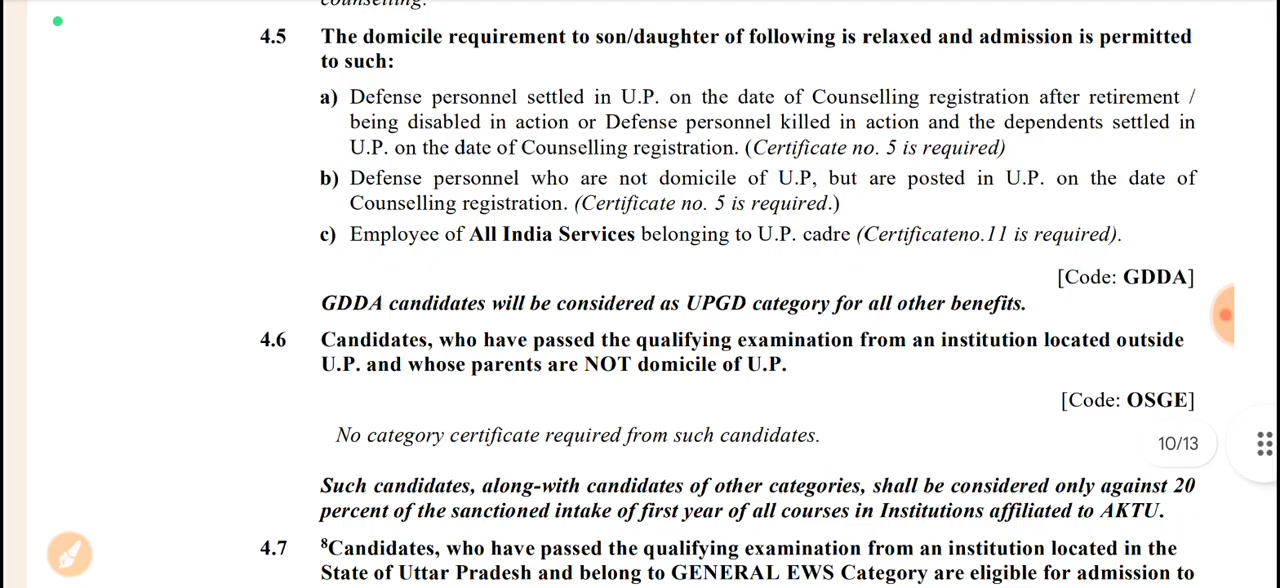 counselling.
4.5 The domicile requirement to son/daughter of following is relaxed and admission is permitted
to such:
a) Defense personnel settled in U.P. on the date of Counselling registration after retirement /
being disabled in action or Defense personnel killed in action and the dependents settled in
U.P. on the date of Counselling registration. (Certificate no. 5 is required)
b) Defense personnel who are not domicile of U.P, but are posted in U.P. on the date of
Counselling registration. (Certificate no. 5 is required.)
c) Employee of All India Services belonging to U.P. cadre (Certificateno.11 is required).
[Code: GDDA]
GDDA candidates will be considered as UPGD category for all other benefits.
4.6 Candidates, who have passed the qualifying examination from an institution located outside
U.P. and whose parents are NOT domicile of U.P.
[Code: OSGE]
No category certificate required from such candidates.
10/13
Such candidates, along-with candidates of other categories, shall be considered only against 20
percent of the sanctioned intake of first year of all courses in Institutions affiliated to AKTU.
4.7 ⁸Candidates, who have passed the qualifying examination from an institution located in the
State of Uttar Pradesh and belong to GENERAL EWS Category are eligible for admission to